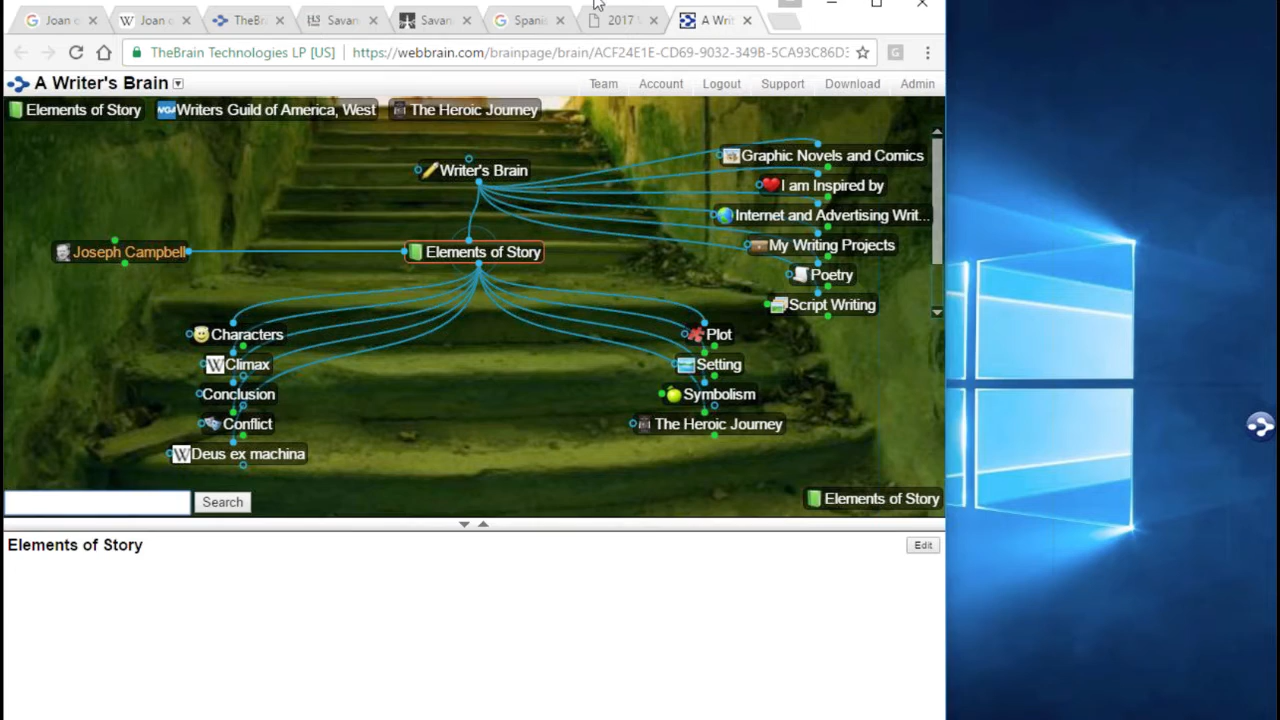 Joan o
Joan o
TheBr
Savan
Savan
Spanis
2017
A Writ
TheBrain Technologies LP [US]
https://webbrain.com/brainpage/brain/ACF24E1E-CD69-9032-349B-5CA93C86D3
A Writer's Brain
Team Account Logout Support Download Admin
Elements of Story Writers Guild of America, West The Heroic Journey
Writer's Brain
Graphic Novels and Comics
I am Inspired by
Internet and Advertising Writ...
My Writing Projects
Poetry
Script Writing
Joseph Campbell
Elements of Story
Characters
Climax
Conclusion
Conflict
Deus ex machina
Plot
Setting
Symbolism
The Heroic Journey
Search
Elements of Story
Elements of Story
Edit